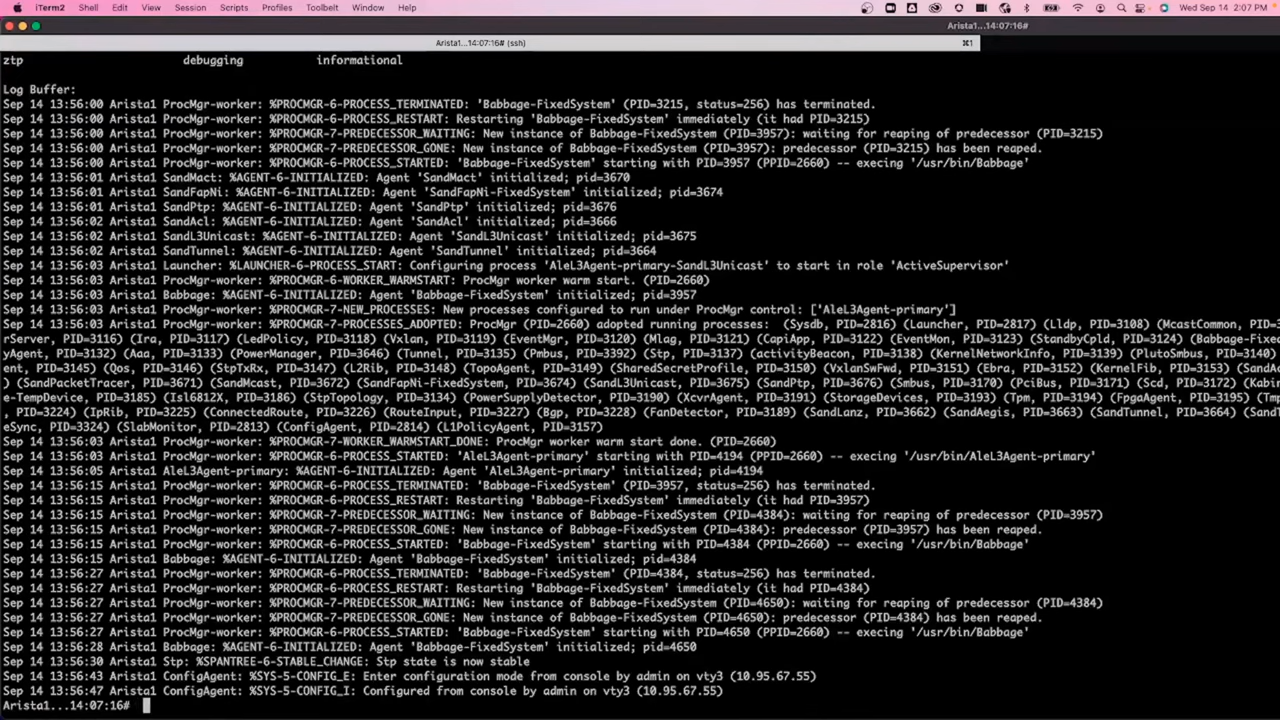 iTerm2 Shell Edit View Session Scripts Profiles Toolbelt Window Help Wed Sep 14 2:07 PM
Arista1...14:07:16#
Arista1...14:07:16# (ssh) ⌘1
ztp debugging informational
Log Buffer:
Sep 14 13:56:00 Arista1 ProcMgr-worker: %PROCMGR-6-PROCESS_TERMINATED: 'Babbage-FixedSystem' (PID=3215, status=256) has terminated.
Sep 14 13:56:00 Arista1 ProcMgr-worker: %PROCMGR-6-PROCESS_RESTART: Restarting 'Babbage-FixedSystem' immediately (it had PID=3215)
Sep 14 13:56:00 Arista1 ProcMgr-worker: %PROCMGR-7-PREDECESSOR_WAITING: New instance of Babbage-FixedSystem (PID=3957): waiting for reaping of predecessor (PID=3215)
Sep 14 13:56:00 Arista1 ProcMgr-worker: %PROCMGR-7-PREDECESSOR_GONE: New instance of Babbage-FixedSystem (PID=3957): predecessor (PID=3215) has been reaped.
Sep 14 13:56:00 Arista1 ProcMgr-worker: %PROCMGR-6-PROCESS_STARTED: 'Babbage-FixedSystem' starting with PID=3957 (PPID=2660) -- execing '/usr/bin/Babbage'
Sep 14 13:56:01 Arista1 SandMact: %AGENT-6-INITIALIZED: Agent 'SandMact' initialized; pid=3670
Sep 14 13:56:01 Arista1 SandFapNi: %AGENT-6-INITIALIZED: Agent 'SandFapNi-FixedSystem' initialized; pid=3674
Sep 14 13:56:01 Arista1 SandPtp: %AGENT-6-INITIALIZED: Agent 'SandPtp' initialized; pid=3676
Sep 14 13:56:02 Arista1 SandAcl: %AGENT-6-INITIALIZED: Agent 'SandAcl' initialized; pid=3666
Sep 14 13:56:02 Arista1 SandL3Unicast: %AGENT-6-INITIALIZED: Agent 'SandL3Unicast' initialized; pid=3675
Sep 14 13:56:02 Arista1 SandTunnel: %AGENT-6-INITIALIZED: Agent 'SandTunnel' initialized; pid=3664
Sep 14 13:56:03 Arista1 Launcher: %LAUNCHER-6-PROCESS_START: Configuring process 'AleL3Agent-primary-SandL3Unicast' to start in role 'ActiveSupervisor'
Sep 14 13:56:03 Arista1 ProcMgr-worker: %PROCMGR-6-WORKER_WARMSTART: ProcMgr worker warm start. (PID=2660)
Sep 14 13:56:03 Arista1 Babbage: %AGENT-6-INITIALIZED: Agent 'Babbage-FixedSystem' initialized; pid=3957
Sep 14 13:56:03 Arista1 ProcMgr-worker: %PROCMGR-7-NEW_PROCESSES: New processes configured to run under ProcMgr control: ['AleL3Agent-primary']
Sep 14 13:56:03 Arista1 ProcMgr-worker: %PROCMGR-7-PROCESSES_ADOPTED: ProcMgr (PID=2660) adopted running processes: (Sysdb, PID=2816) (Launcher, PID=2817) (Lldp, PID=3108) (McastCommon, PID=
rServer, PID=3116) (Ira, PID=3117) (LedPolicy, PID=3118) (Vxlan, PID=3119) (EventMgr, PID=3120) (Mlag, PID=3121) (CapiApp, PID=3122) (EventMon, PID=3123) (StandbyCpld, PID=3124) (Babbage-Fixe
yAgent, PID=3132) (Aaa, PID=3133) (PowerManager, PID=3646) (Tunnel, PID=3135) (Pmbus, PID=3392) (Stp, PID=3137) (activityBeacon, PID=3138) (KernelNetworkInfo, PID=3139) (PlutoSmbus, PID=3140)
PID=3145) (Qos, PID=3146) (StpTxRx, PID=3147) (L2Rib, PID=3148) (TopoAgent, PID=3149) (SharedSecretProfile, PID=3150) (VxlanSwFwd, PID=3151) (Ebra, PID=3152) (KernelFib, PID=3153) (SandAc
) (SandPacketTracer, PID=3671) (SandMcast, PID=3672) (SandFapNi-FixedSystem, PID=3674) (SandL3Unicast, PID=3675) (SandPtp, PID=3676) (Smbus, PID=3170) (PciBus, PID=3171) (Scd, PID=3172) (Kabi
e-TempDevice, PID=3185) (Isl6812X, PID=3186) (StpTopology, PID=3134) (PowerSupplyDetector, PID=3190) (XcvrAgent, PID=3191) (StorageDevices, PID=3193) (Tpm, PID=3194) (FpgaAgent, PID=3195) (Tmp
, PID=3224) (IpRib, PID=3225) (ConnectedRoute, PID=3226) (RouteInput, PID=3227) (Bgp, PID=3228) (FanDetector, PID=3189) (SandLanz, PID=3662) (SandAegis, PID=3663) (SandTunnel, PID=3664) (San
eSync, PID=3324) (SlabMonitor, PID=2813) (ConfigAgent, PID=2814) (L1PolicyAgent, PID=3157)
Sep 14 13:56:03 Arista1 ProcMgr-worker: %PROCMGR-7-WORKER_WARMSTART_DONE: ProcMgr worker warm start done. (PID=2660)
Sep 14 13:56:03 Arista1 ProcMgr-worker: %PROCMGR-6-PROCESS_STARTED: 'AleL3Agent-primary' starting with PID=4194 (PPID=2660) -- execing '/usr/bin/AleL3Agent-primary'
Sep 14 13:56:05 Arista1 AleL3Agent-primary: %AGENT-6-INITIALIZED: Agent 'AleL3Agent-primary' initialized; pid=4194
Sep 14 13:56:15 Arista1 ProcMgr-worker: %PROCMGR-6-PROCESS_TERMINATED: 'Babbage-FixedSystem' (PID=3957, status=256) has terminated.
Sep 14 13:56:15 Arista1 ProcMgr-worker: %PROCMGR-6-PROCESS_RESTART: Restarting 'Babbage-FixedSystem' immediately (it had PID=3957)
Sep 14 13:56:15 Arista1 ProcMgr-worker: %PROCMGR-7-PREDECESSOR_WAITING: New instance of Babbage-FixedSystem (PID=4384): waiting for reaping of predecessor (PID=3957)
Sep 14 13:56:15 Arista1 ProcMgr-worker: %PROCMGR-7-PREDECESSOR_GONE: New instance of Babbage-FixedSystem (PID=4384): predecessor (PID=3957) has been reaped.
Sep 14 13:56:15 Arista1 ProcMgr-worker: %PROCMGR-6-PROCESS_STARTED: 'Babbage-FixedSystem' starting with PID=4384 (PPID=2660) -- execing '/usr/bin/Babbage'
Sep 14 13:56:15 Arista1 Babbage: %AGENT-6-INITIALIZED: Agent 'Babbage-FixedSystem' initialized; pid=4384
Sep 14 13:56:27 Arista1 ProcMgr-worker: %PROCMGR-6-PROCESS_TERMINATED: 'Babbage-FixedSystem' (PID=4384, status=256) has terminated.
Sep 14 13:56:27 Arista1 ProcMgr-worker: %PROCMGR-6-PROCESS_RESTART: Restarting 'Babbage-FixedSystem' immediately (it had PID=4384)
Sep 14 13:56:27 Arista1 ProcMgr-worker: %PROCMGR-7-PREDECESSOR_WAITING: New instance of Babbage-FixedSystem (PID=4650): waiting for reaping of predecessor (PID=4384)
Sep 14 13:56:27 Arista1 ProcMgr-worker: %PROCMGR-7-PREDECESSOR_GONE: New instance of Babbage-FixedSystem (PID=4650): predecessor (PID=4384) has been reaped.
Sep 14 13:56:27 Arista1 ProcMgr-worker: %PROCMGR-6-PROCESS_STARTED: 'Babbage-FixedSystem' starting with PID=4650 (PPID=2660) -- execing '/usr/bin/Babbage'
Sep 14 13:56:28 Arista1 Babbage: %AGENT-6-INITIALIZED: Agent 'Babbage-FixedSystem' initialized; pid=4650
Sep 14 13:56:30 Arista1 Stp: %SPANTREE-6-STABLE_CHANGE: Stp state is now stable
Sep 14 13:56:43 Arista1 ConfigAgent: %SYS-5-CONFIG_E: Enter configuration mode from console by admin on vty3 (10.95.67.55)
Sep 14 13:56:47 Arista1 ConfigAgent: %SYS-5-CONFIG_I: Configured from console by admin on vty3 (10.95.67.55)
Arista1...14:07:16#